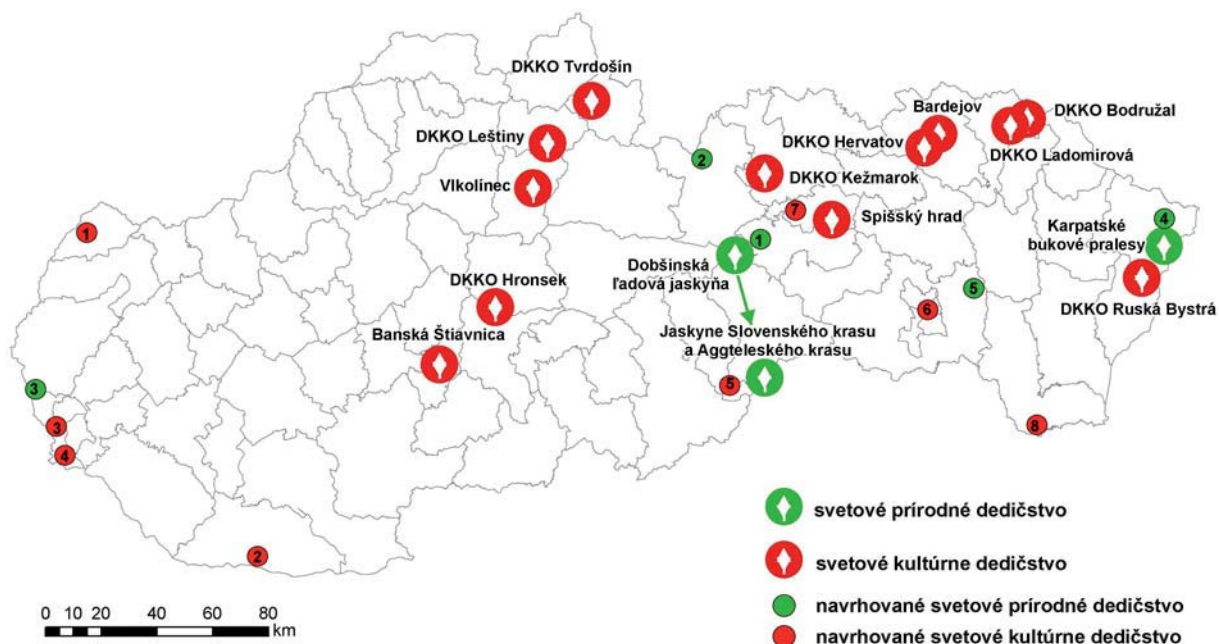 DKKO Tvrdošín
DKKO Leštiny
Vlkolínec
Bardejov
DKKO Bodružal
DKKO Hervatov
DKKO Ladomirová
2
DKKO Kežmarok
7
Spišský hrad
1
1
4
Karpatské
bukové pralesy
Dobšinská
ľadová jaskyňa
DKKO Hronsek
5
6
DKKO Ruská Bystrá
Banská Štiavnica
Jaskyne Slovenského krasu
a Aggteleského krasu
3
5
3
8
4
2
svetové prírodné dedičstvo
svetové kultúrne dedičstvo
navrhované svetové prírodné dedičstvo
navrhované svetové kultúrne dedičstvo
0 10 20 40 60 80
km